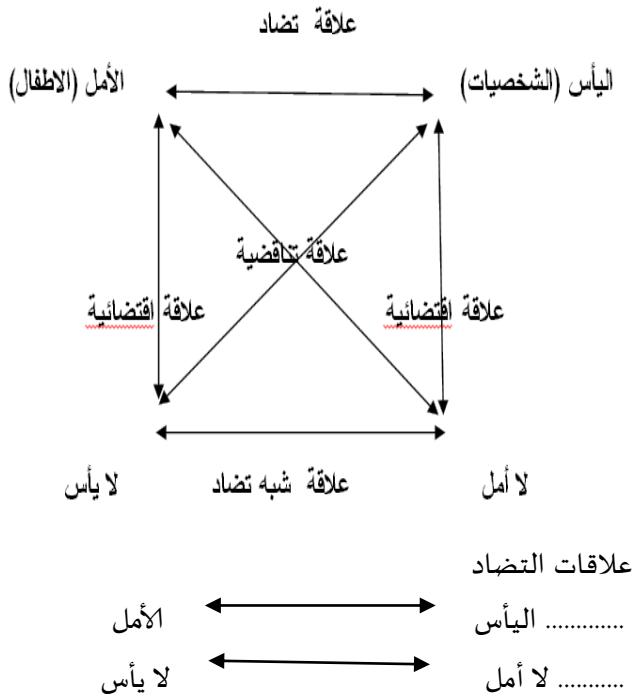 علاقة تضاد
اليأس (الشخصيات) الأمل (الاطفال)
علاقة تناقضية
علاقة اقتضائية علاقة اقتضائية
لا أمل علاقة شبه تضاد لا يأس
علاقات التضاد
............. اليأس الأمل
........... لا أمل لا يأس